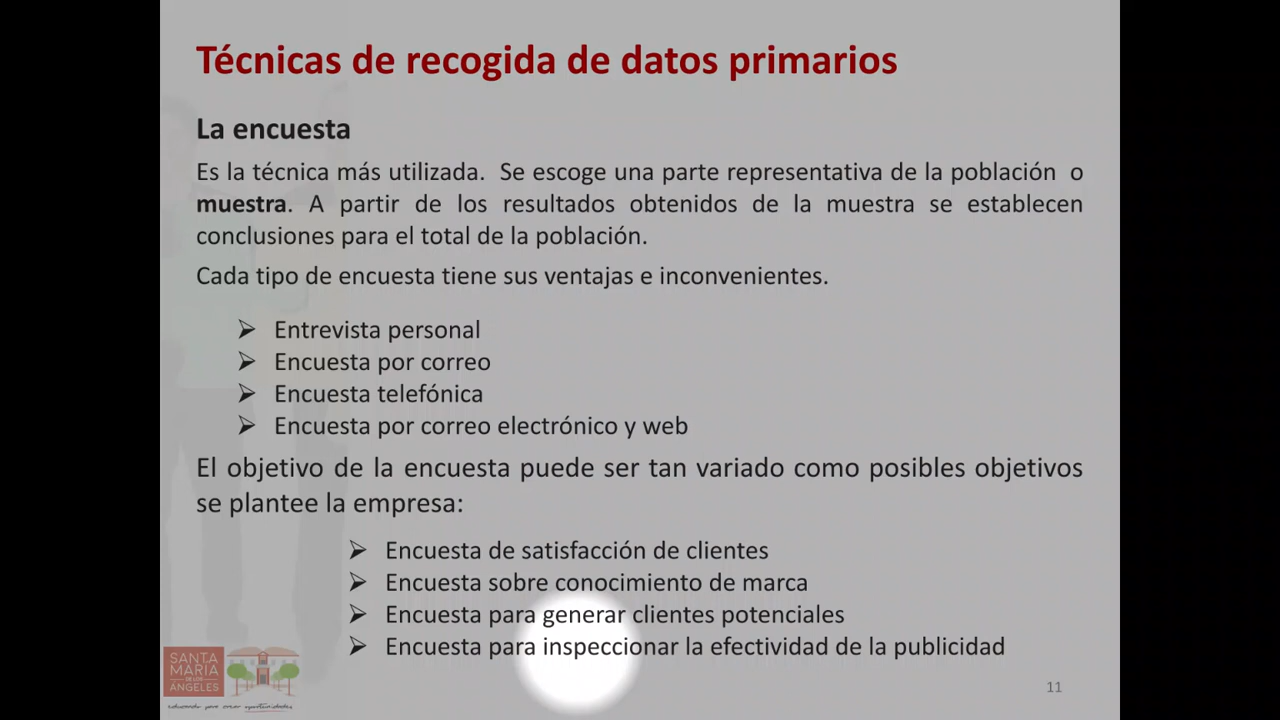 Técnicas de recogida de datos primarios
La encuesta
Es la técnica más utilizada. Se escoge una parte representativa de la población o
muestra. A partir de los resultados obtenidos de la muestra se establecen
conclusiones para el total de la población.
Cada tipo de encuesta tiene sus ventajas e inconvenientes.
➢ Entrevista personal
➢ Encuesta por correo
➢ Encuesta telefónica
➢ Encuesta por correo electrónico y web
El objetivo de la encuesta puede ser tan variado como posibles objetivos
se plantee la empresa:
➢ Encuesta de satisfacción de clientes
➢ Encuesta sobre conocimiento de marca
➢ Encuesta para generar clientes potenciales
➢ Encuesta para inspeccionar la efectividad de la publicidad
SANTA
MARÍA
DE LOS
ÁNGELES
educando para crear oportunidades
11